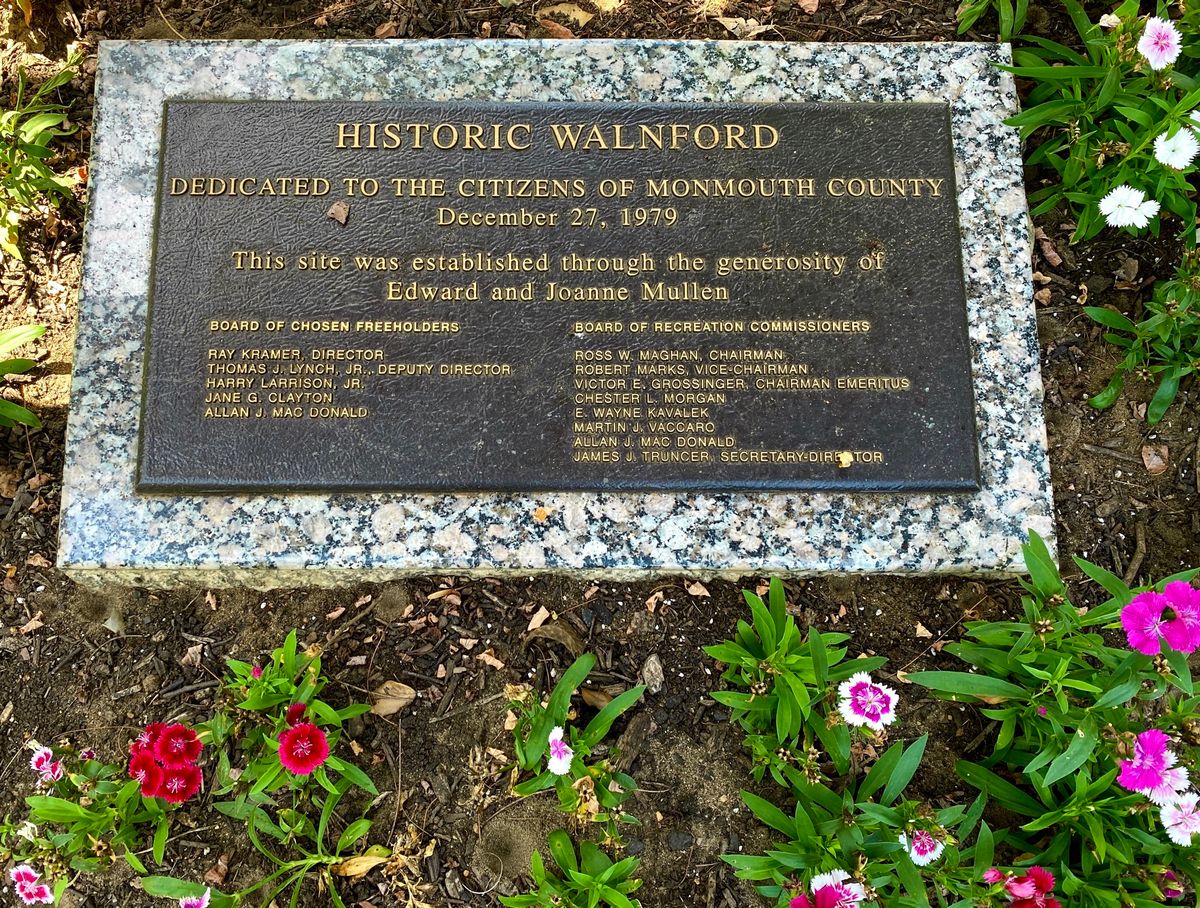 HISTORIC WALNFORD
DEDICATED TO THE CITIZENS OF MONMOUTH COUNTY
December 27, 1979
This site was established through the generosity of
Edward and Joanne Mullen
BOARD OF CHOSEN FREEHOLDERS
RAY KRAMER, DIRECTOR
THOMAS J. LYNCH, JR., DEPUTY DIRECTOR
HARRY LARRISON, JR.
JANE G. CLAYTON
ALLAN J. MAC DONALD
BOARD OF RECREATION COMMISSIONERS
ROSS W. MAGHAN, CHAIRMAN
ROBERT MARKS, VICE-CHAIRMAN
VICTOR E. GROSSINGER, CHAIRMAN EMERITUS
CHESTER L. MORGAN
E. WAYNE KAVALEK
MARTIN J. VACCARO
ALLAN J. MAC DONALD
JAMES J. TRUNCER, SECRETARY-DIRECTOR